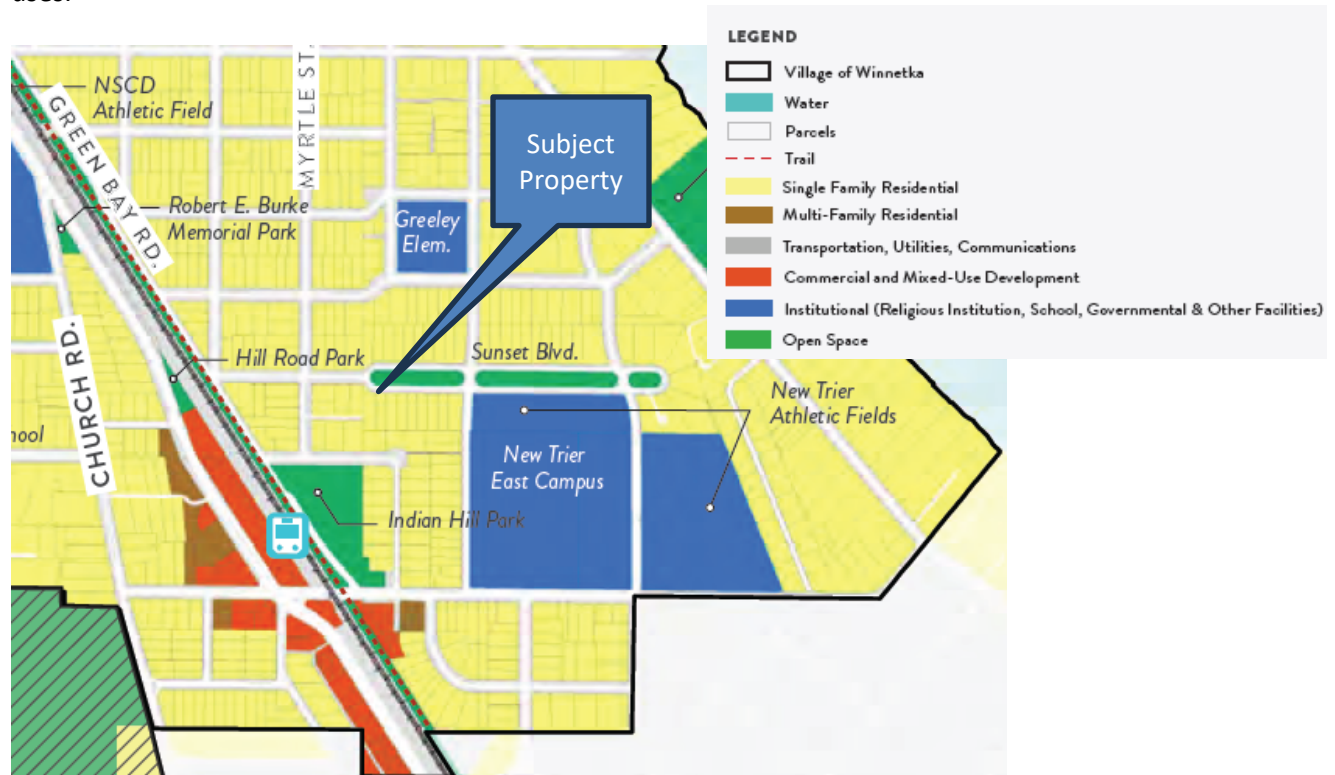 NSCD
Athletic Field
GREEN BAY RD.
MYRTLE ST.
Robert E. Burke
Memorial Park
Greeley
Elem.
Subject
Property
CHURCH RD.
Hill Road Park
Sunset Blvd.
New Trier
Athletic Fields
New Trier
East Campus
Indian Hill Park
LEGEND
Village of Winnetka
Water
Parcels
Trail
Single Family Residential
Multi-Family Residential
Transportation, Utilities, Communications
Commercial and Mixed-Use Development
Institutional (Religious Institution, School, Governmental & Other Facilities)
Open Space